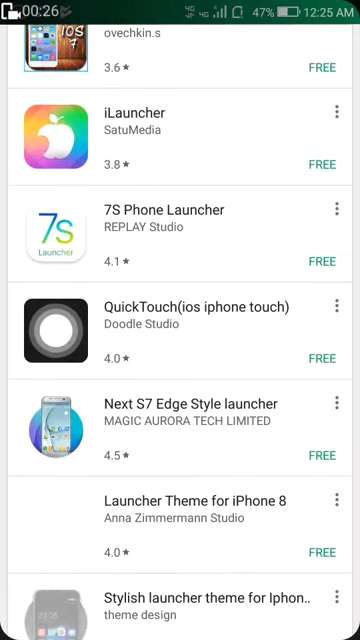 00:26
4G 4G 47% 12:25 AM
iOS
7
ovechkin.s
3.6★
FREE
iLauncher
SatuMedia
3.8★
FREE
7S
Launcher
7S Phone Launcher
REPLAY Studio
4.1★
FREE
QuickTouch(ios iphone touch)
Doodle Studio
4.0★
FREE
Next S7 Edge Style launcher
MAGIC AURORA TECH LIMITED
4.5★
FREE
Launcher Theme for iPhone 8
Anna Zimmermann Studio
4.0★
FREE
Stylish launcher theme for Iphon..
theme design